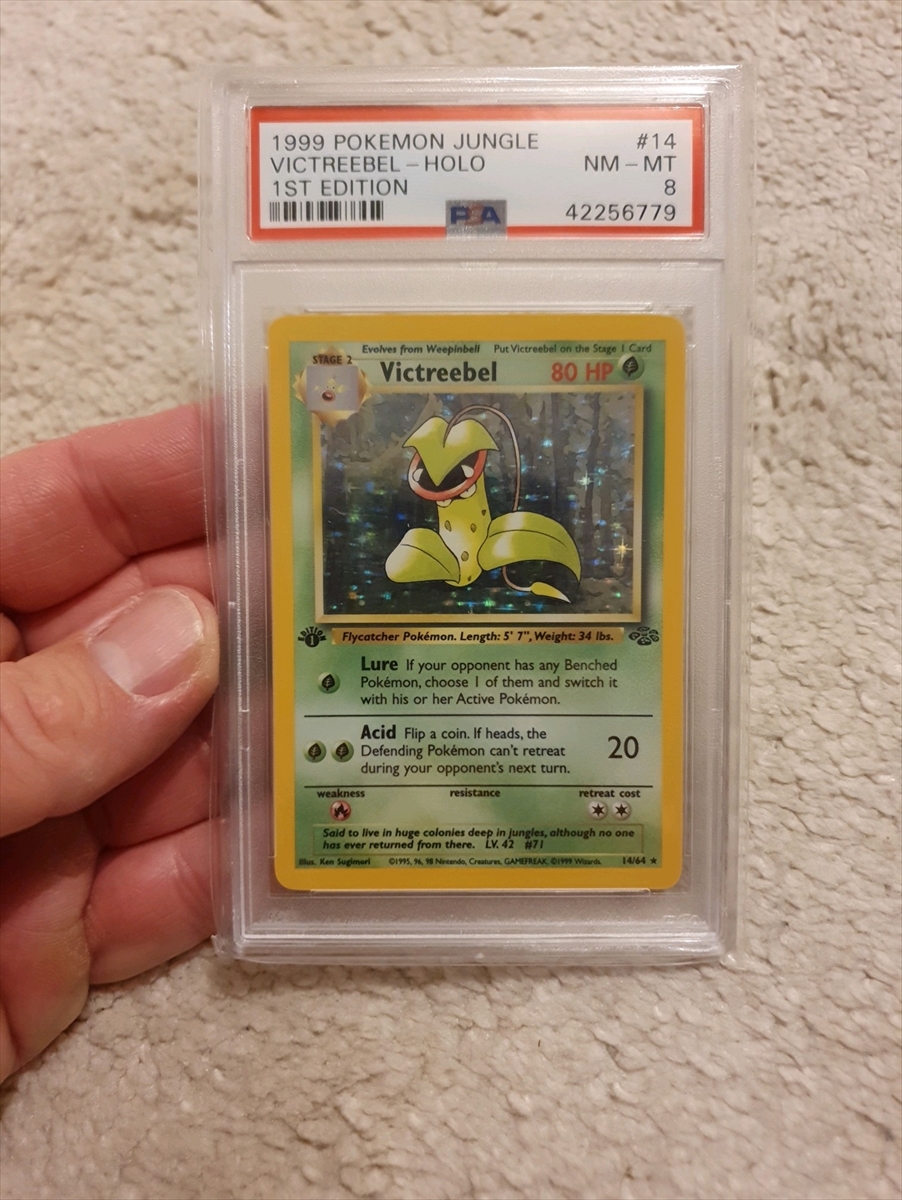 1999 POKEMON JUNGLE #14
VICTREEBEL - HOLO NM - MT
1ST EDITION 8
PSA 42256779
Evolves from Weepinbell Put Victreebel on the Stage 1 Card
STAGE 2
Victreebel 80 HP
EDITION 1
Flycatcher Pokémon. Length: 5' 7", Weight: 34 lbs.
Lure If your opponent has any Benched
Pokémon, choose 1 of them and switch it
with his or her Active Pokémon.
Acid Flip a coin. If heads, the
Defending Pokémon can't retreat
during your opponent's next turn.
20
weakness resistance retreat cost
Said to live in huge colonies deep in jungles, although no one
has ever returned from there. LV. 42 #71
Illus. Ken Sugimori ©1995, 96, 98 Nintendo, Creatures, GAMEFREAK. ©1999 Wizards. 14/64 ★